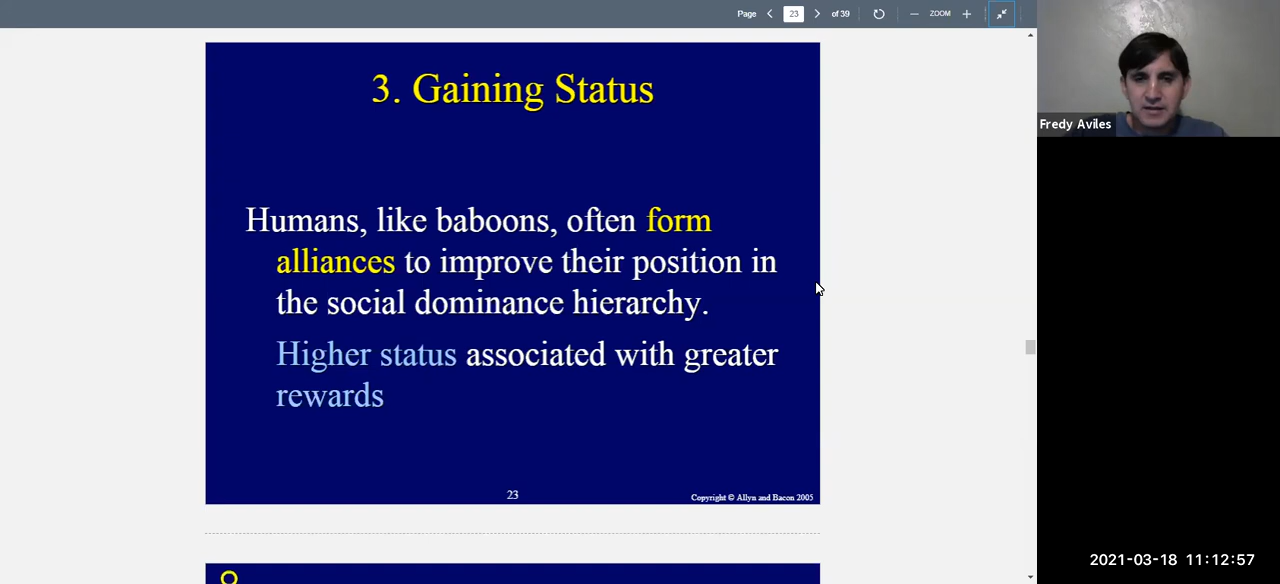 Page 23 of 39 ZOOM
3. Gaining Status
Humans, like baboons, often form
alliances to improve their position in
the social dominance hierarchy.
Higher status associated with greater
rewards
23
Copyright © Allyn and Bacon 2005
Fredy Aviles
2021-03-18 11:12:57